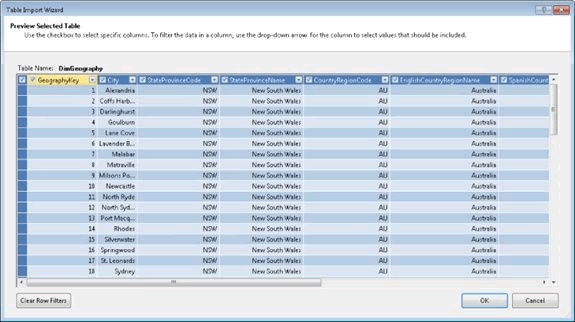 Table Import Wizard
Preview Selected Table
Use the checkbox to select specific columns. To filter the data in a column, use the drop-down arrow for the column to select values that should be included.
Table Name: DimGeography
GeographyKey City StateProvinceCode StateProvinceName CountryRegionCode EnglishCountryRegionName SpanishCount
1 Alexandria NSW New South Wales AU Australia
2 Coffs Harb... NSW New South Wales AU Australia
3 Darlinghurst NSW New South Wales AU Australia
4 Goulburn NSW New South Wales AU Australia
5 Lane Cove NSW New South Wales AU Australia
6 Lavender B... NSW New South Wales AU Australia
7 Malabar NSW New South Wales AU Australia
8 Matraville NSW New South Wales AU Australia
9 Milsons Po... NSW New South Wales AU Australia
10 Newcastle NSW New South Wales AU Australia
11 North Ryde NSW New South Wales AU Australia
12 North Syd... NSW New South Wales AU Australia
13 Port Macq... NSW New South Wales AU Australia
14 Rhodes NSW New South Wales AU Australia
15 Silverwater NSW New South Wales AU Australia
16 Springwood NSW New South Wales AU Australia
17 St. Leonards NSW New South Wales AU Australia
18 Sydney NSW New South Wales AU Australia
Clear Row Filters OK Cancel